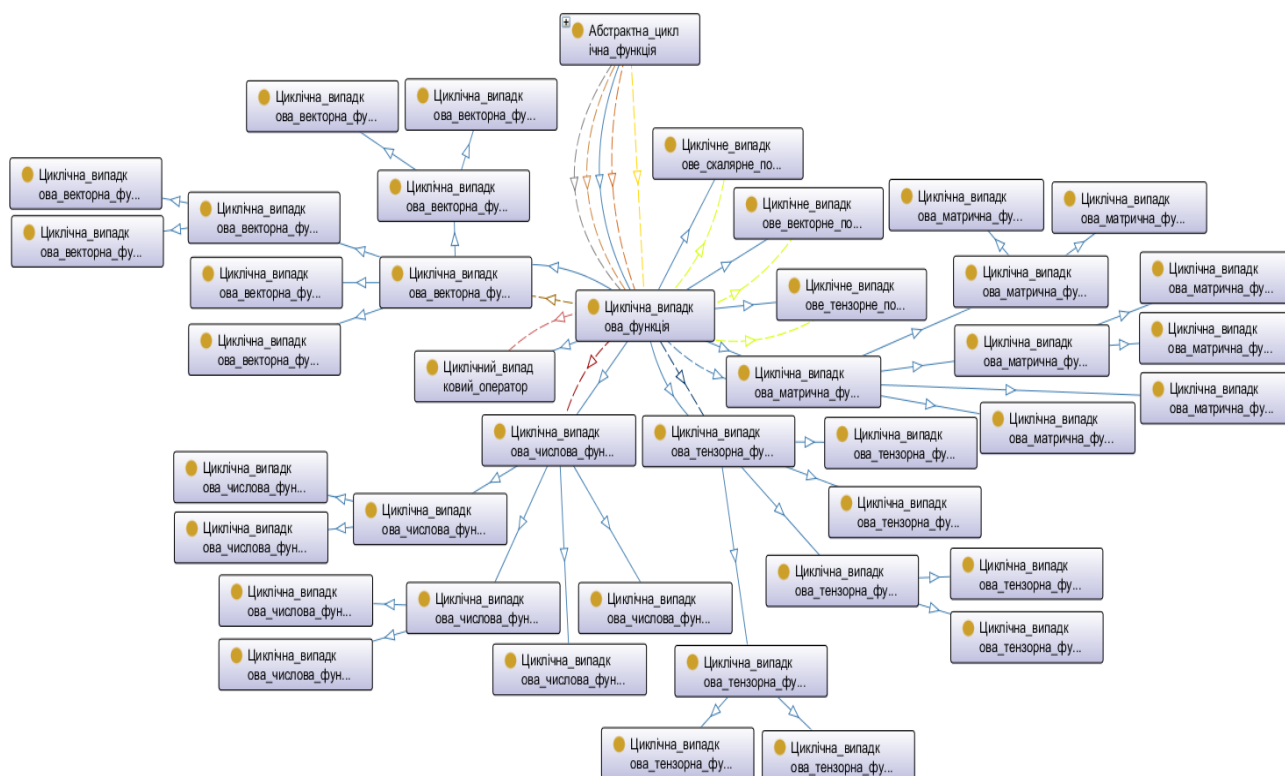 Абстрактна_цикл
ічна_функція
Циклічна_випадк
ова_векторна_фу...
Циклічна_випадк
ова_векторна_фу...
Циклічне_випадк
ове_скалярне_по...
Циклічна_випадк
ова_векторна_фу...
Циклічна_випадк
ова_векторна_фу...
Циклічна_випадк
ова_векторна_фу...
Циклічна_випадк
ова_векторна_фу...
Циклічне_випадк
ове_векторне_по...
Циклічна_випадк
ова_матрична_фу...
Циклічна_випадк
ова_матрична_фу...
Циклічна_випадк
ова_векторна_фу...
Циклічна_випадк
ова_векторна_фу...
Циклічне_випадк
ове_тензорне_по...
Циклічна_випадк
ова_матрична_фу...
Циклічна_випадк
ова_матрична_фу...
Циклічна_випадк
ова_функція
Циклічна_випадк
ова_векторна_фу...
Циклічна_випадк
ова_матрична_фу...
Циклічна_випадк
ова_матрична_фу...
Циклічний_випад
ковий_оператор
Циклічна_випадк
ова_матрична_фу...
Циклічна_випадк
ова_матрична_фу...
Циклічна_випадк
ова_матрична_фу...
Циклічна_випадк
ова_числова_фун...
Циклічна_випадк
ова_тензорна_фу...
Циклічна_випадк
ова_тензорна_фу...
Циклічна_випадк
ова_числова_фун...
Циклічна_випадк
ова_числова_фун...
Циклічна_випадк
ова_числова_фун...
Циклічна_випадк
ова_тензорна_фу...
Циклічна_випадк
ова_тензорна_фу...
Циклічна_випадк
ова_тензорна_фу...
Циклічна_випадк
ова_числова_фун...
Циклічна_випадк
ова_числова_фун...
Циклічна_випадк
ова_числова_фун...
Циклічна_випадк
ова_тензорна_фу...
Циклічна_випадк
ова_числова_фун...
Циклічна_випадк
ова_числова_фун...
Циклічна_випадк
ова_тензорна_фу...
Циклічна_випадк
ова_тензорна_фу...
Циклічна_випадк
ова_тензорна_фу...